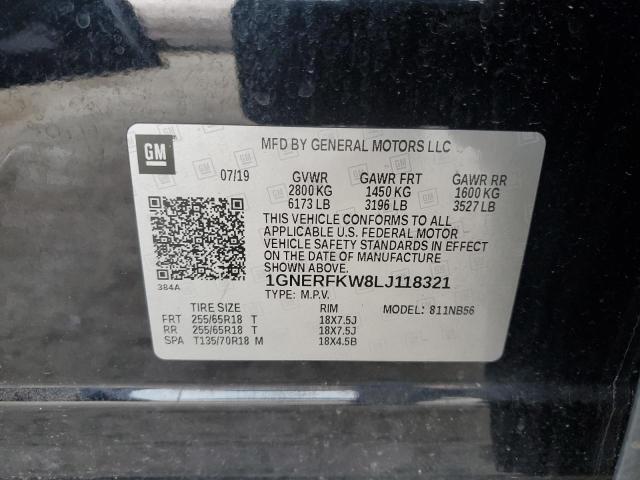 GM
MFD BY GENERAL MOTORS LLC
07/19 GVWR GAWR FRT GAWR RR
2800 KG 1450 KG 1600 KG
6173 LB 3196 LB 3527 LB
THIS VEHICLE CONFORMS TO ALL
APPLICABLE U.S. FEDERAL MOTOR
VEHICLE SAFETY STANDARDS IN EFFECT
ON THE DATE OF MANUFACTURE
SHOWN ABOVE.
384A
1GNERFKW8LJ118321
TYPE: M.P.V.
TIRE SIZE RIM MODEL: 811NB56
FRT 255/65R18 T 18X7.5J
RR 255/65R18 T 18X7.5J
SPA T135/70R18 M 18X4.5B